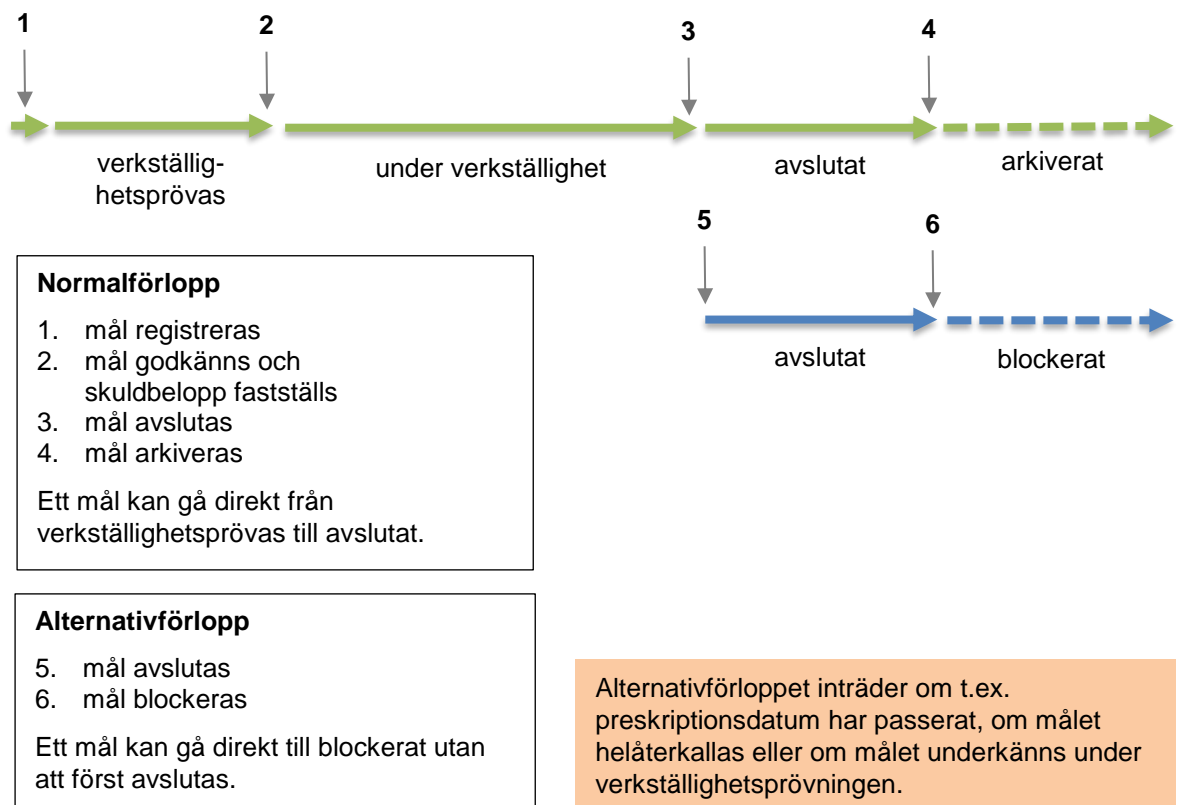 1
2
3
4
verkställig-
hetsprövas
under verkställighet
avslutat
arkiverat
5
6
avslutat
blockerat
Normalförlopp
1. mål registreras
2. mål godkänns och
skuldbelopp fastställs
3. mål avslutas
4. mål arkiveras
Ett mål kan gå direkt från
verkställighetsprövas till avslutat.
Alternativförlopp
5. mål avslutas
6. mål blockeras
Ett mål kan gå direkt till blockerat utan
att först avslutas.
Alternativförloppet inträder om t.ex.
preskriptionsdatum har passerat, om målet
helåterkallas eller om målet underkänns under
verkställighetsprövningen.